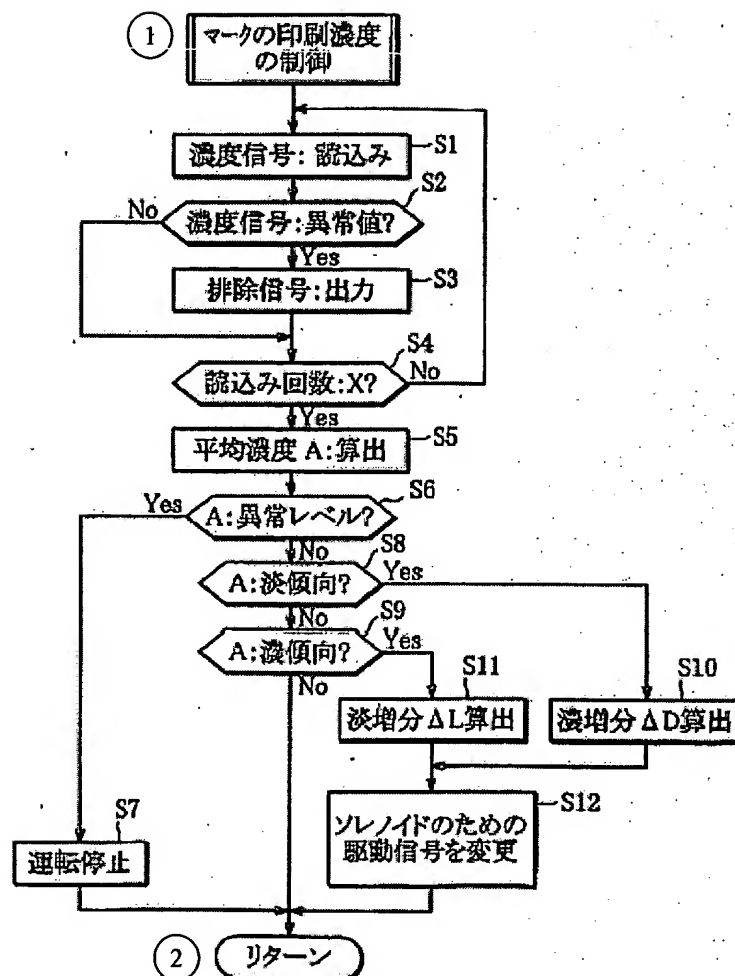 ①
マークの印刷濃度
の制御
濃度信号:読込み
S1
S2
No
濃度信号:異常値?
Yes
排除信号:出力
S3
S4
読込み回数:X?
No
Yes
平均濃度 A:算出
S5
S6
Yes
A:異常レベル?
No
S8
A:淡傾向?
Yes
No
S9
A:濃傾向?
Yes
No
S11
S10
淡増分ΔL算出
濃増分ΔD算出
S7
S12
運転停止
ソレノイドのための
駆動信号を変更
②
リターン